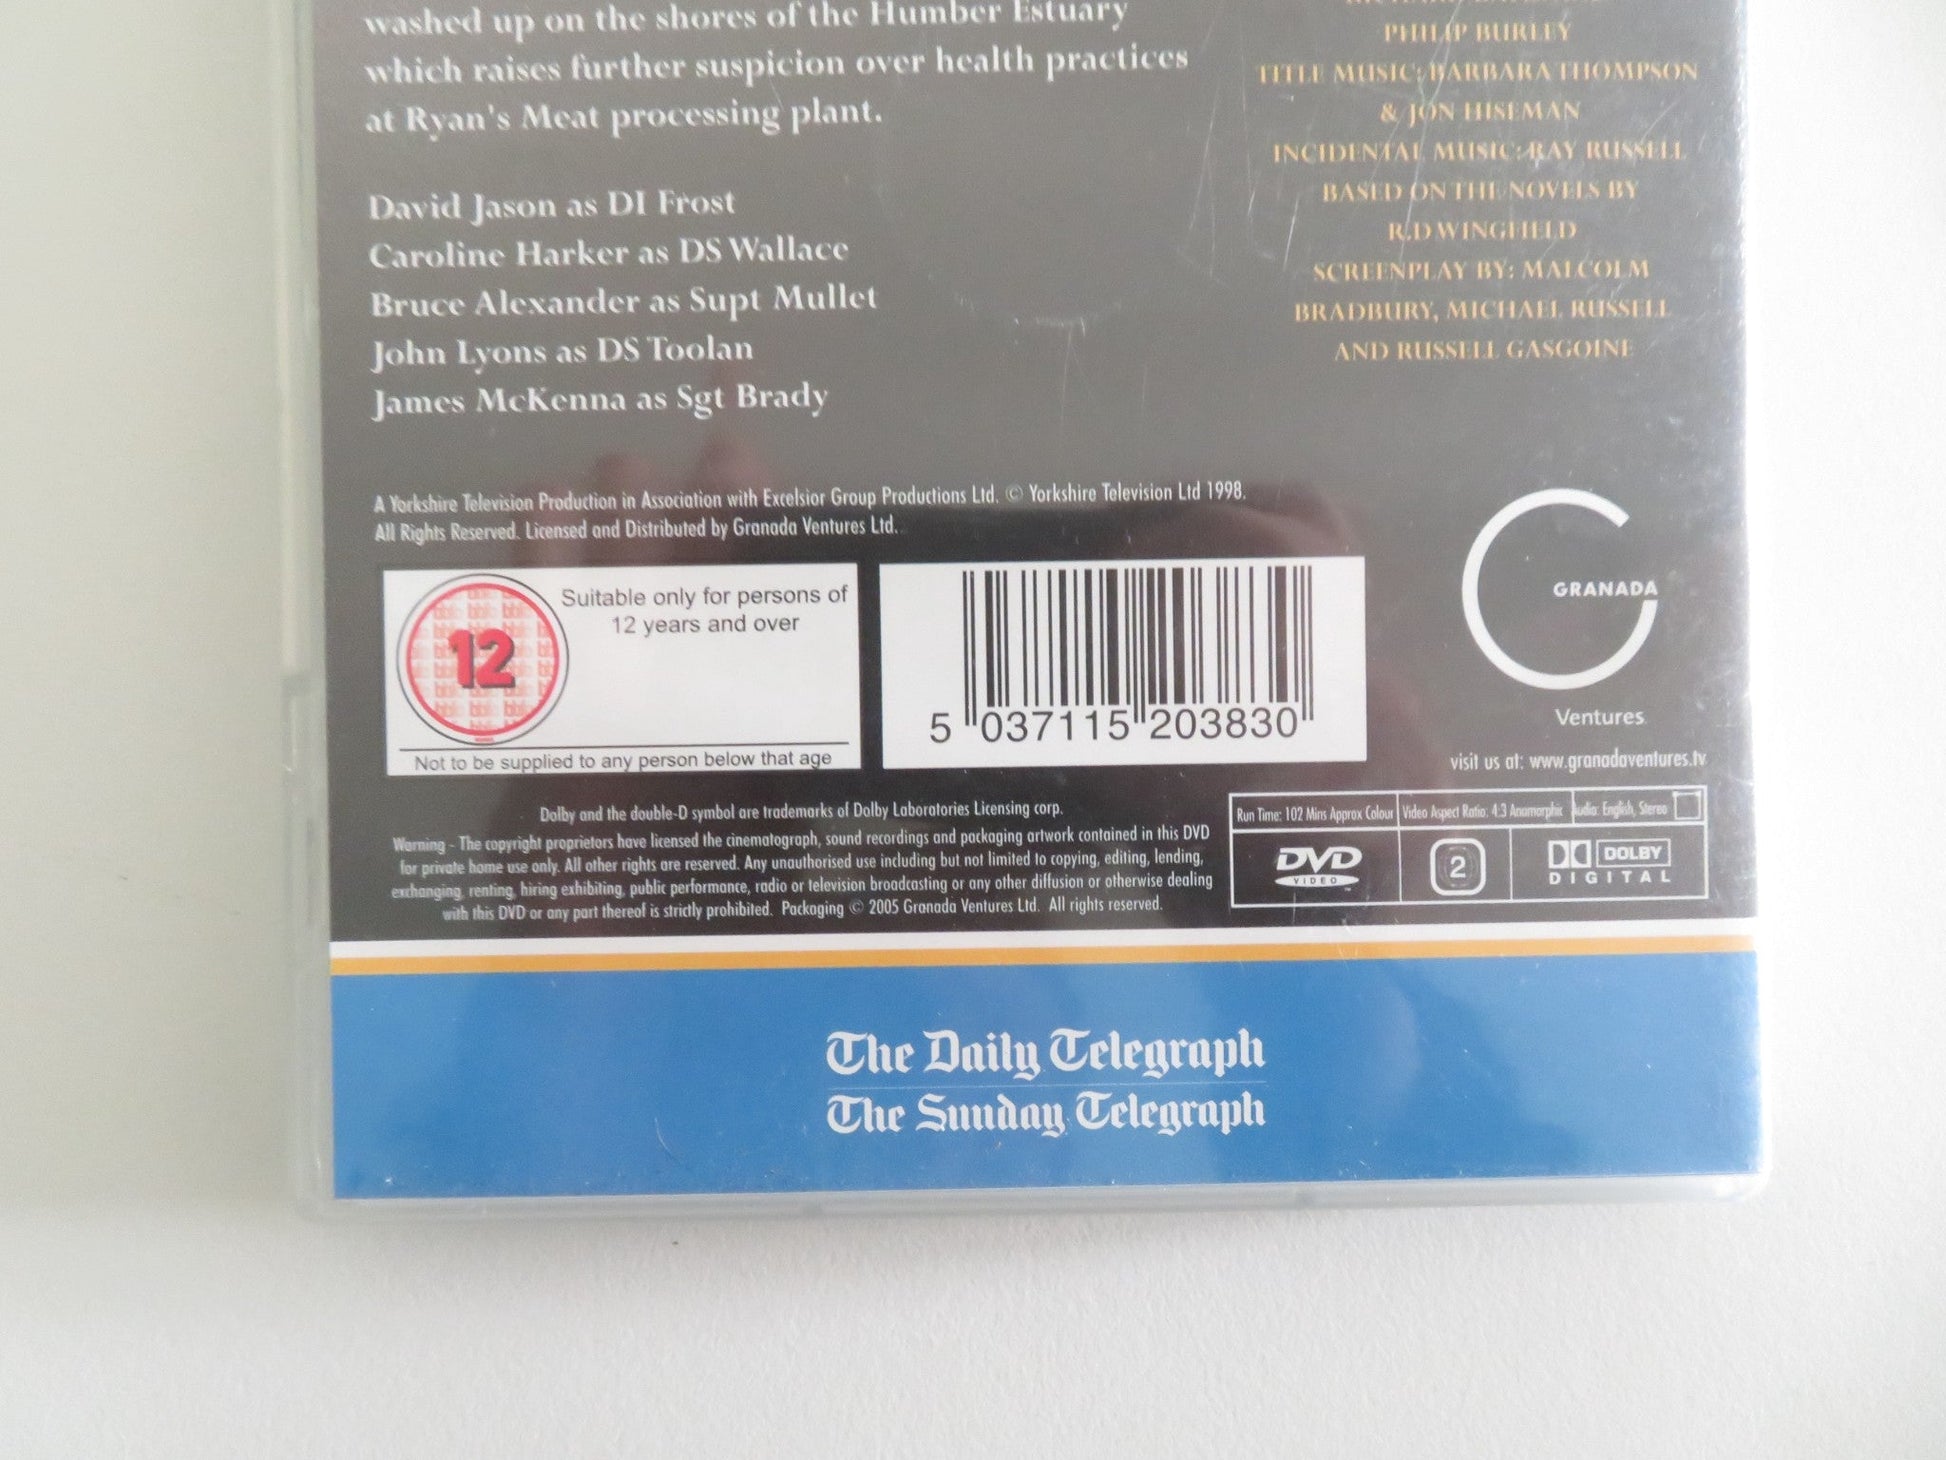 washed up on the shores of the Humber Estuary
which raises further suspicion over health practices
at Ryan's Meat processing plant.
David Jason as DI Frost
Caroline Harker as DS Wallace
Bruce Alexander as Supt Mullet
John Lyons as DS Toolan
James McKenna as Sgt Brady
PHILIP BURLEY
TITLE MUSIC: BARBARA THOMPSON
& JON HISEMAN
INCIDENTAL MUSIC: RAY RUSSELL
BASED ON THE NOVELS BY
R.D WINGFIELD
SCREENPLAY BY: MALCOLM
BRADBURY, MICHAEL RUSSELL
AND RUSSELL GASGOINE
A Yorkshire Television Production in Association with Excelsior Group Productions Ltd. © Yorkshire Television Ltd 1998.
All Rights Reserved. Licensed and Distributed by Granada Ventures Ltd.
12
Suitable only for persons of
12 years and over
Not to be supplied to any person below that age
5 037115 203830
GRANADA
Ventures
visit us at: www.granadaventures.tv
Dolby and the double-D symbol are trademarks of Dolby Laboratories Licensing corp.
Warning - The copyright proprietors have licensed the cinematograph, sound recordings and packaging artwork contained in this DVD
for private home use only. All other rights are reserved. Any unauthorised use including but not limited to copying, editing, lending,
exchanging, renting, hiring exhibiting, public performance, radio or television broadcasting or any other diffusion or otherwise dealing
with this DVD or any part thereof is strictly prohibited. Packaging © 2005 Granada Ventures Ltd. All rights reserved.
Run Time: 102 Mins Approx Colour Video Aspect Ratio: 4:3 Anamorphic Audio: English, Stereo
DVD
VIDEO
2
DOLBY
DIGITAL
The Daily Telegraph
The Sunday Telegraph